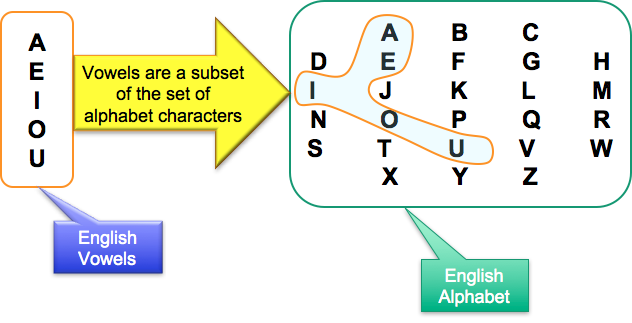 A
E
I
O
U
Vowels are a subset
of the set of
alphabet characters
A B C
D E F G H
I J K L M
N O P Q R
S T U V W
X Y Z
English
Vowels
English
Alphabet